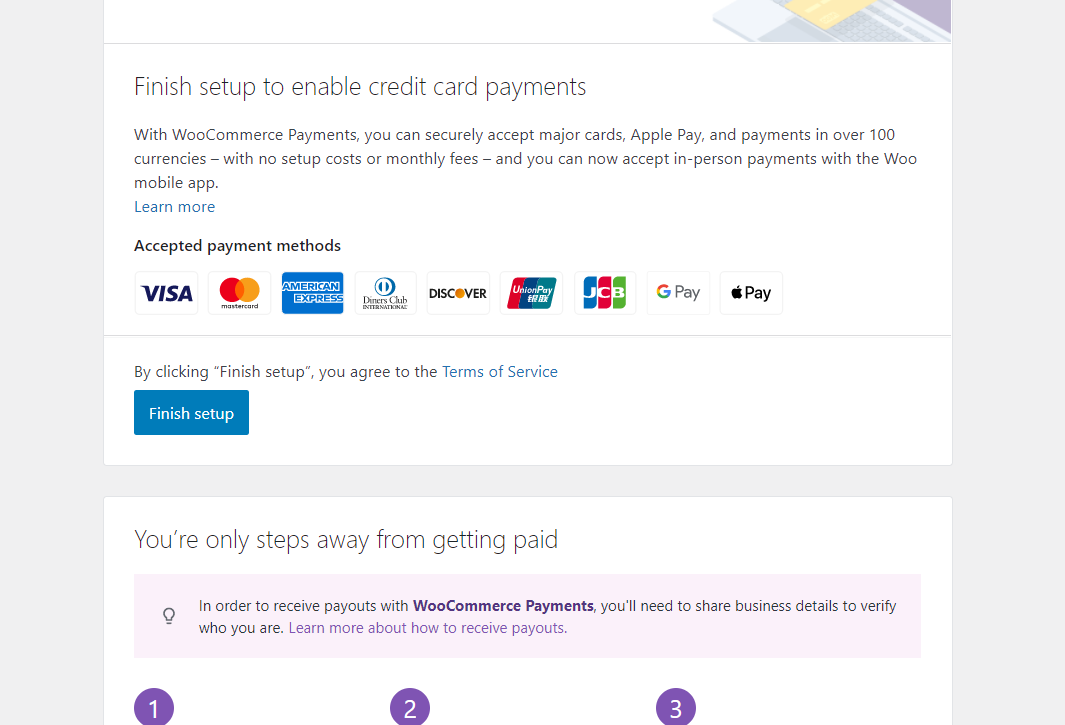 Finish setup to enable credit card payments
With WooCommerce Payments, you can securely accept major cards, Apple Pay, and payments in over 100
currencies – with no setup costs or monthly fees – and you can now accept in-person payments with the Woo
mobile app.
Learn more
Accepted payment methods
VISA mastercard AMERICAN EXPRESS Diners Club INTERNATIONAL DISCOVER UnionPay 银联 JCB G Pay Pay
By clicking “Finish setup”, you agree to the Terms of Service
Finish setup
You’re only steps away from getting paid
In order to receive payouts with WooCommerce Payments, you'll need to share business details to verify
who you are. Learn more about how to receive payouts.
1 2 3